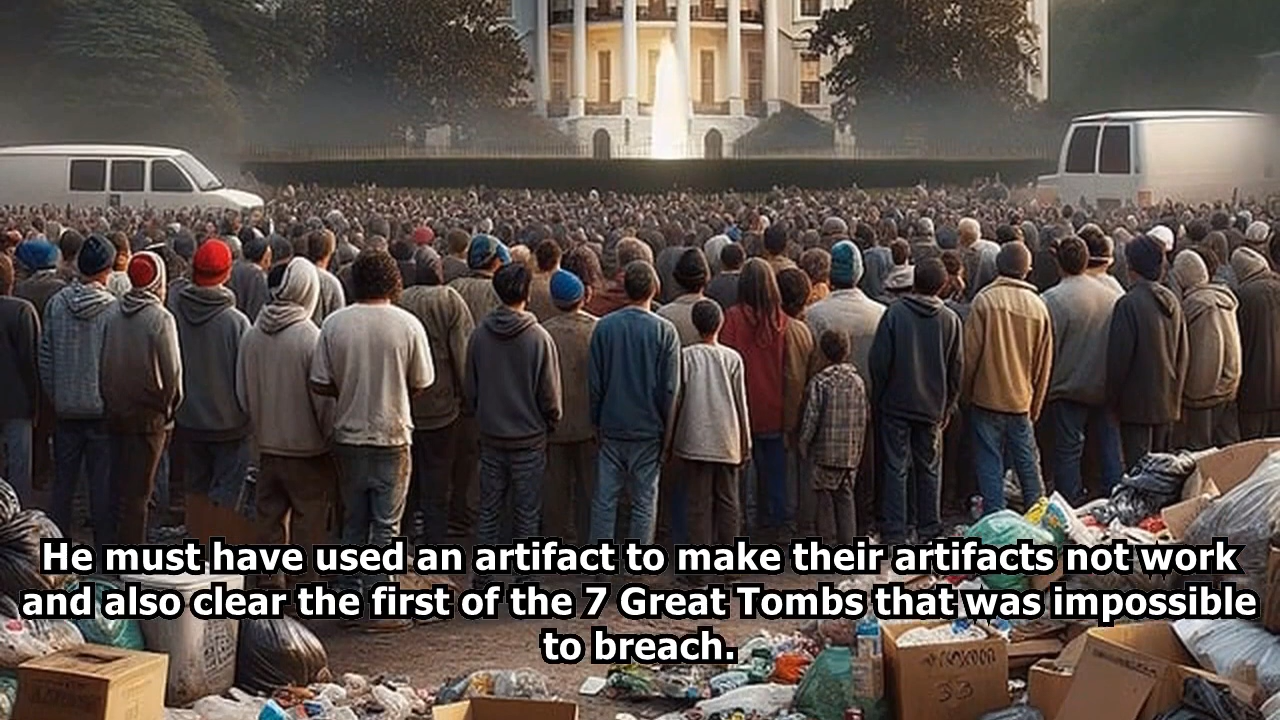 He must have used an artifact to make their artifacts not work
and also clear the first of the 7 Great Tombs that was impossible
to breach.
33